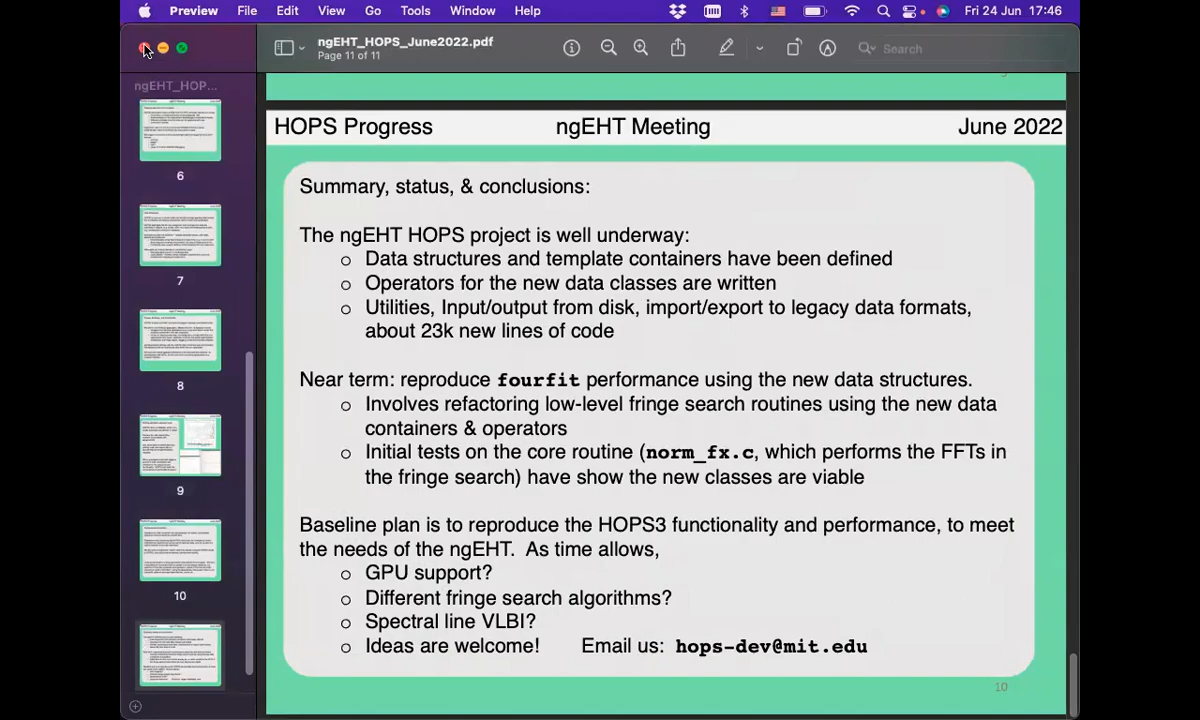 Preview File Edit View Go Tools Window Help Fri 24 Jun 17:46
ngEHT_HOPS_June2022.pdf
Page 11 of 11
Search
ngEHT_HOP...
6
7
8
9
10
HOPS Progress ngEHT Meeting June 2022
Summary, status, & conclusions:
The ngEHT HOPS project is well underway:
o Data structures and template containers have been defined
o Operators for the new data classes are written
o Utilities, Input/output from disk, import/export to legacy data formats,
about 23k new lines of code
Near term: reproduce fourfit performance using the new data structures.
o Involves refactoring low-level fringe search routines using the new data
containers & operators
o Initial tests on the core routine (norm_fx.c, which performs the FFTs in
the fringe search) have show the new classes are viable
Baseline plan is to reproduce the HOPS3 functionality and performance, to meet
the needs of the ngEHT. As time allows,
o GPU support?
o Different fringe search algorithms?
o Spectral line VLBI?
o Ideas are welcome! Email us: hops-dev@mit.edu
10